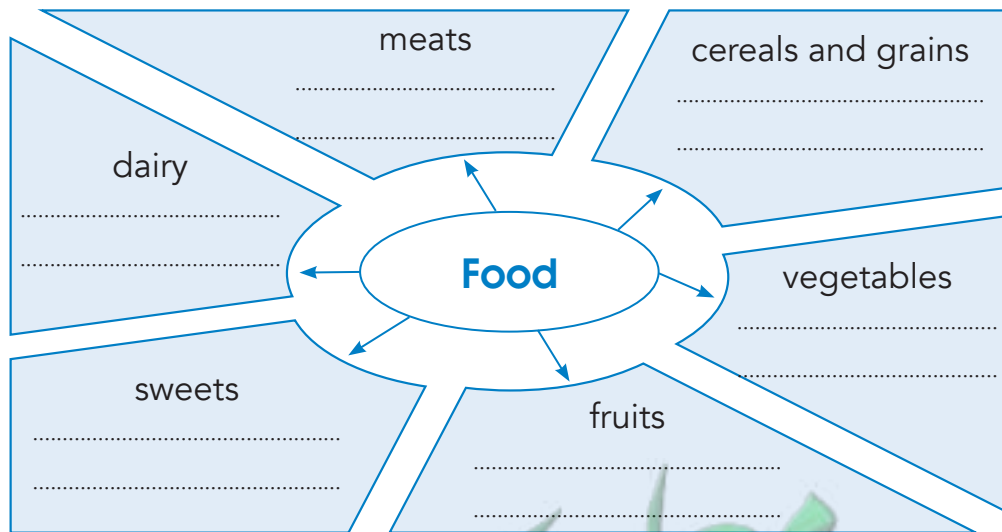 meats
cereals and grains
dairy
Food
vegetables
sweets
fruits